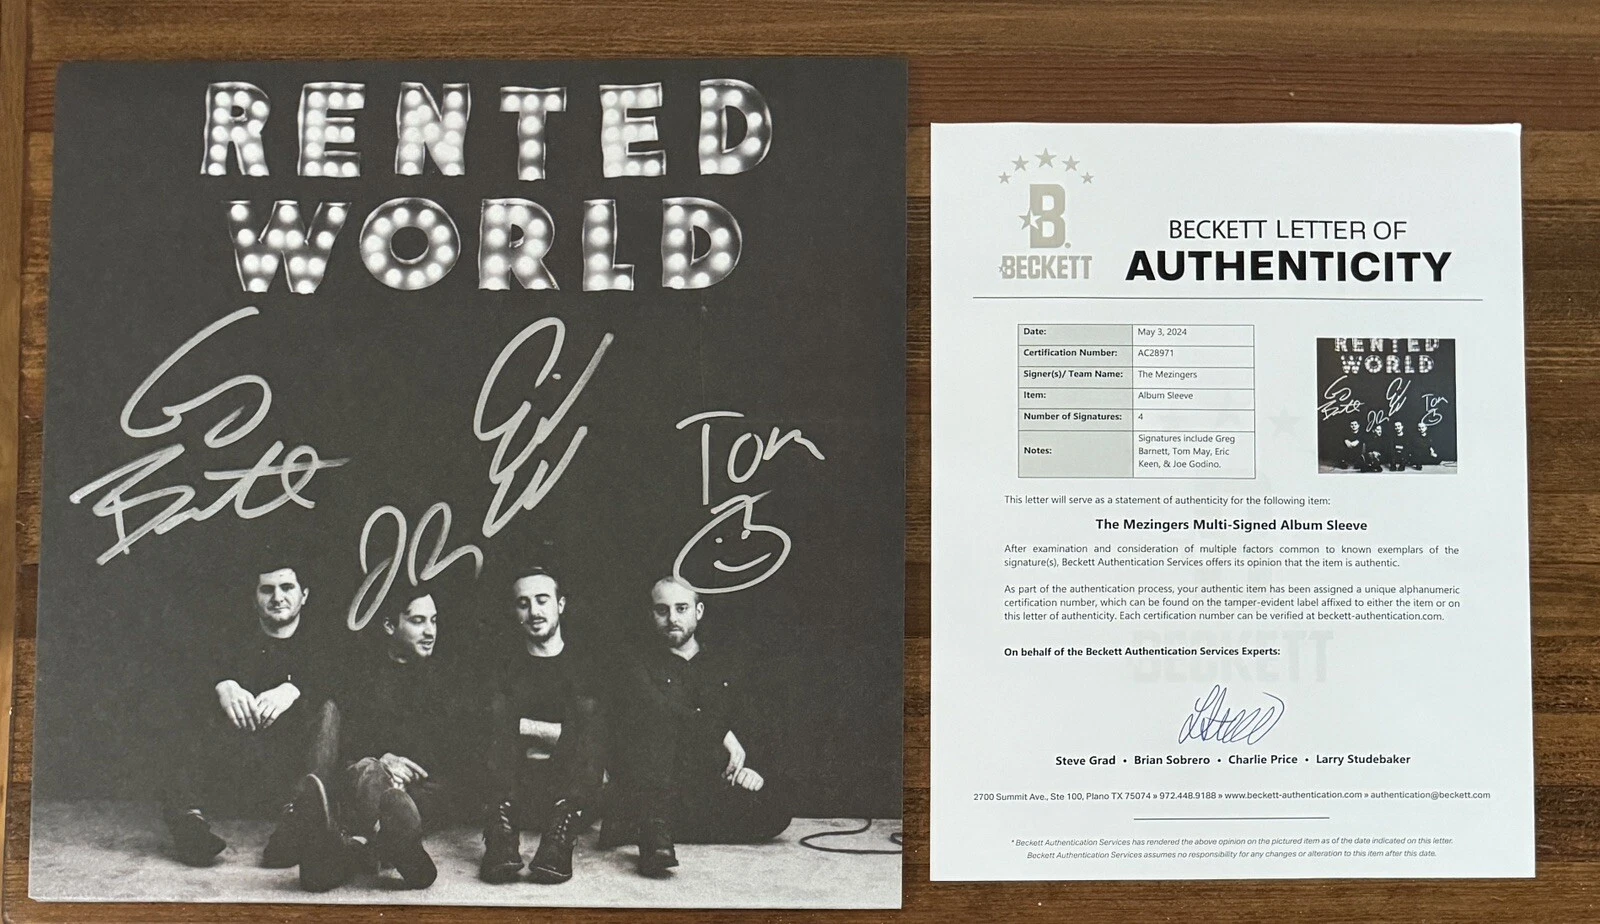 RENTED
WORLD
Tom
BECKETT
BECKETT LETTER OF
AUTHENTICITY
Date: May 3, 2024
Certification Number: AC28971
Signer(s)/ Team Name: The Mezingers
Item: Album Sleeve
Number of Signatures: 4
Notes: Signatures include Greg
Barnett, Tom May, Eric
Keen, & Joe Godino.
RENTED
WORLD
Tom
This letter will serve as a statement of authenticity for the following item:
The Mezingers Multi-Signed Album Sleeve
After examination and consideration of multiple factors common to known exemplars of the
signature(s), Beckett Authentication Services offers its opinion that the item is authentic.
As part of the authentication process, your authentic item has been assigned a unique alphanumeric
certification number, which can be found on the tamper-evident label affixed to either the item or on
this letter of authenticity. Each certification number can be verified at beckett-authentication.com.
BECKETT
On behalf of the Beckett Authentication Services Experts:
Steve Grad • Brian Sobrero • Charlie Price • Larry Studebaker
2700 Summit Ave., Ste 100, Plano TX 75074 » 972.448.9188 » www.beckett-authentication.com » authentication@beckett.com
* Beckett Authentication Services has rendered the above opinion on the pictured item as of the date indicated on this letter.
Beckett Authentication Services assumes no responsibility for any changes or alteration to this item after this date.